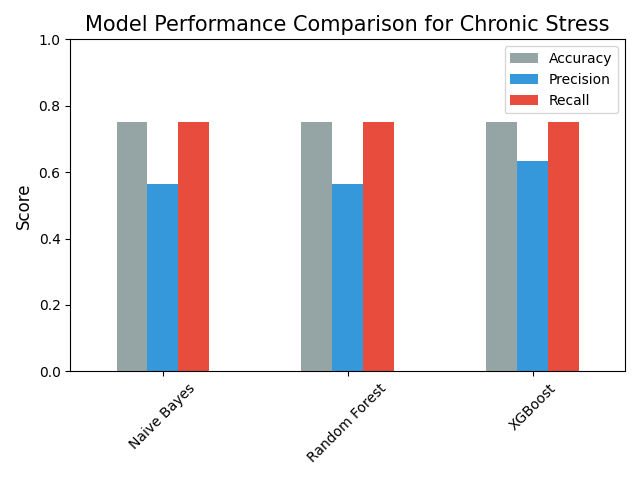 Model Performance Comparison for Chronic Stress
1.0
0.8
0.6
0.4
0.2
0.0
Score
Accuracy
Precision
Recall
Naive Bayes
Random Forest
XGBoost